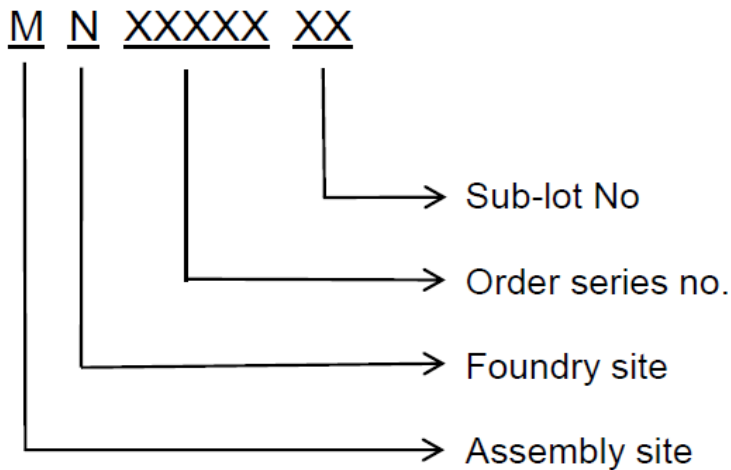 M N XXXXX XX
Sub-lot No
Order series no.
Foundry site
Assembly site